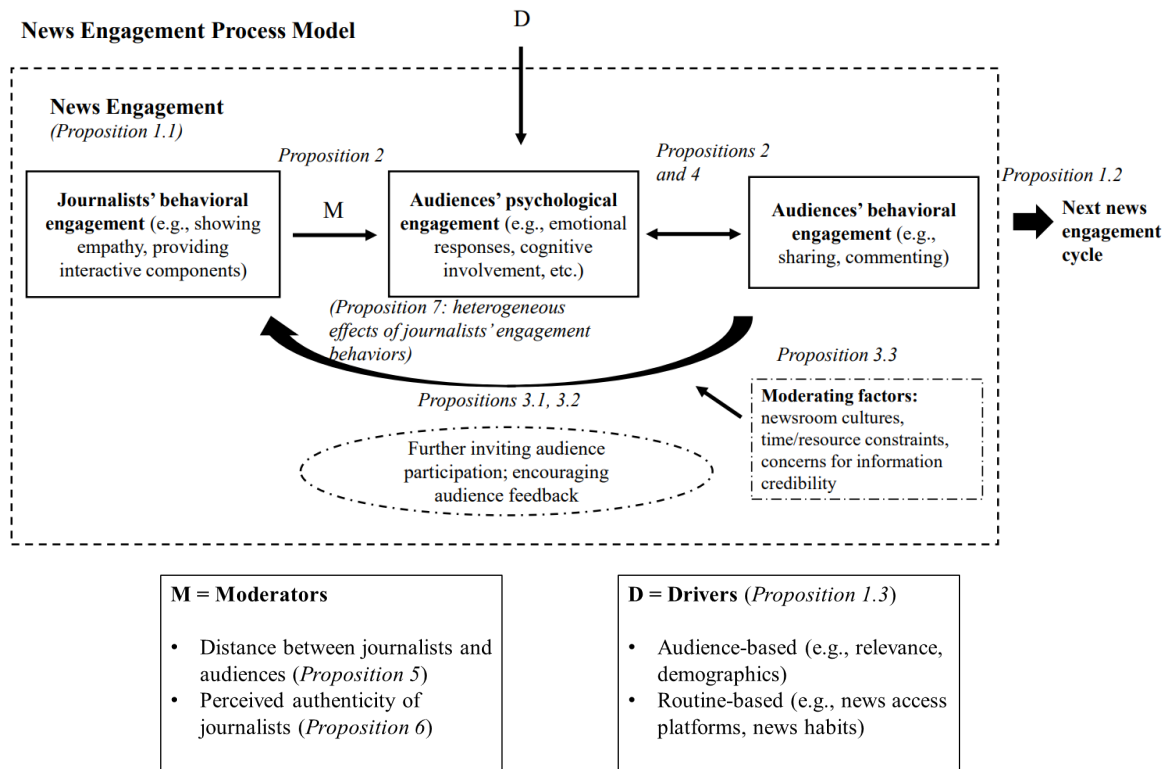 D
News Engagement Process Model
News Engagement
(Proposition 1.1)
Proposition 2
Propositions 2
and 4
Proposition 1.2
Journalists' behavioral
engagement (e.g., showing
empathy, providing
interactive components)
M
Audiences' psychological
engagement (e.g., emotional
responses, cognitive
involvement, etc.)
Audiences' behavioral
engagement (e.g.,
sharing, commenting)
Next news
engagement
cycle
(Proposition 7: heterogeneous
effects of journalists' engagement
behaviors)
Proposition 3.3
Propositions 3.1, 3.2
Moderating factors:
newsroom cultures,
time/resource constraints,
concerns for information
credibility
Further inviting audience
participation; encouraging
audience feedback
M = Moderators
• Distance between journalists and
audiences (Proposition 5)
• Perceived authenticity of
journalists (Proposition 6)
D = Drivers (Proposition 1.3)
• Audience-based (e.g., relevance,
demographics)
• Routine-based (e.g., news access
platforms, news habits)